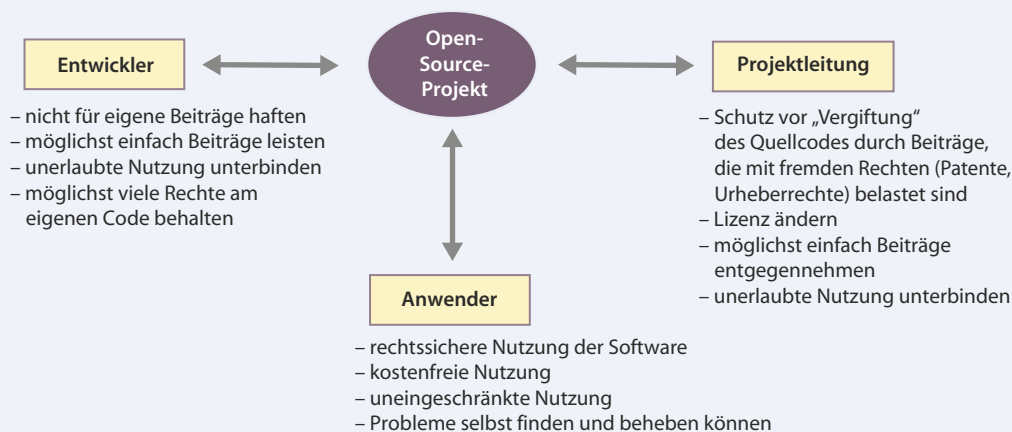 Open-
Source-
Projekt
Entwickler
– nicht für eigene Beiträge haften
– möglichst einfach Beiträge leisten
– unerlaubte Nutzung unterbinden
– möglichst viele Rechte am
eigenen Code behalten
Projektleitung
– Schutz vor „Vergiftung“
des Quellcodes durch Beiträge,
die mit fremden Rechten (Patente,
Urheberrechte) belastet sind
– Lizenz ändern
– möglichst einfach Beiträge
entgegennehmen
– unerlaubte Nutzung unterbinden
Anwender
– rechtssichere Nutzung der Software
– kostenfreie Nutzung
– uneingeschränkte Nutzung
– Probleme selbst finden und beheben können